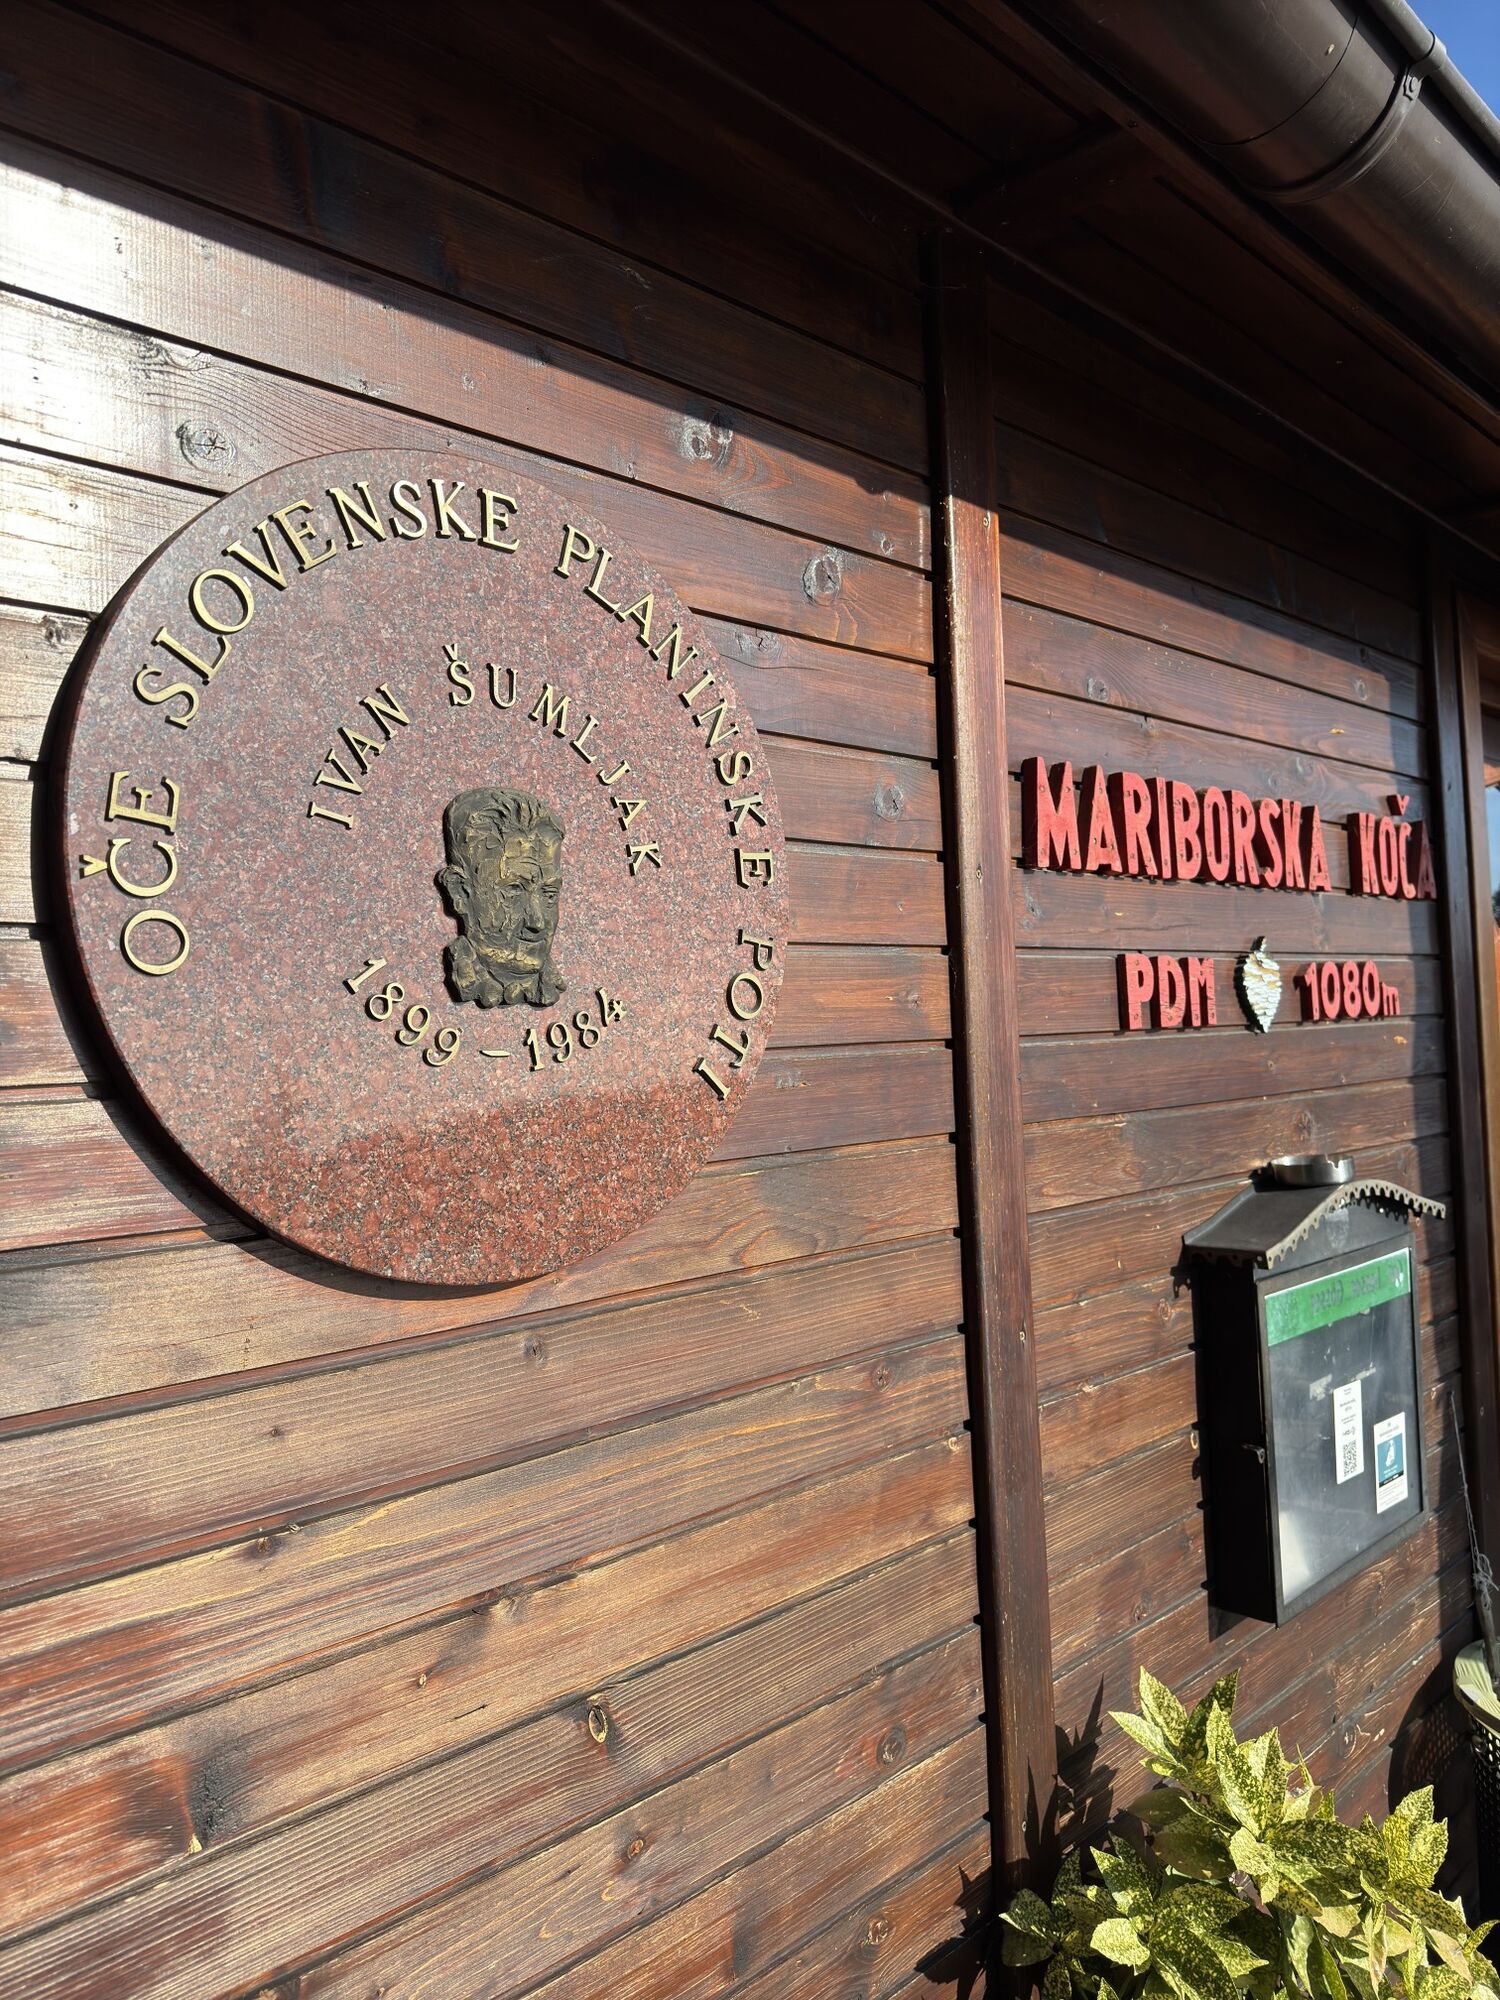 OČE SLOVENSKE PLANINSKE POTI
IVAN ŠUMLJAK
1899 - 1984
MARIBORSKA KOČA
PDM 1080m